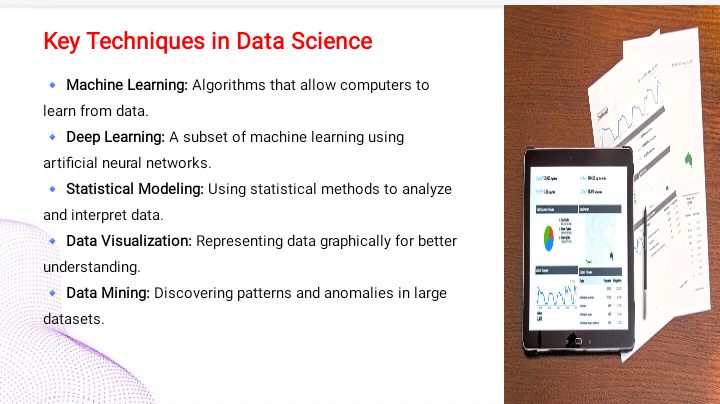 Key Techniques in Data Science
🔹 Machine Learning: Algorithms that allow computers to
learn from data.
🔹 Deep Learning: A subset of machine learning using
artificial neural networks.
🔹 Statistical Modeling: Using statistical methods to analyze
and interpret data.
🔹 Data Visualization: Representing data graphically for better
understanding.
🔹 Data Mining: Discovering patterns and anomalies in large
datasets.